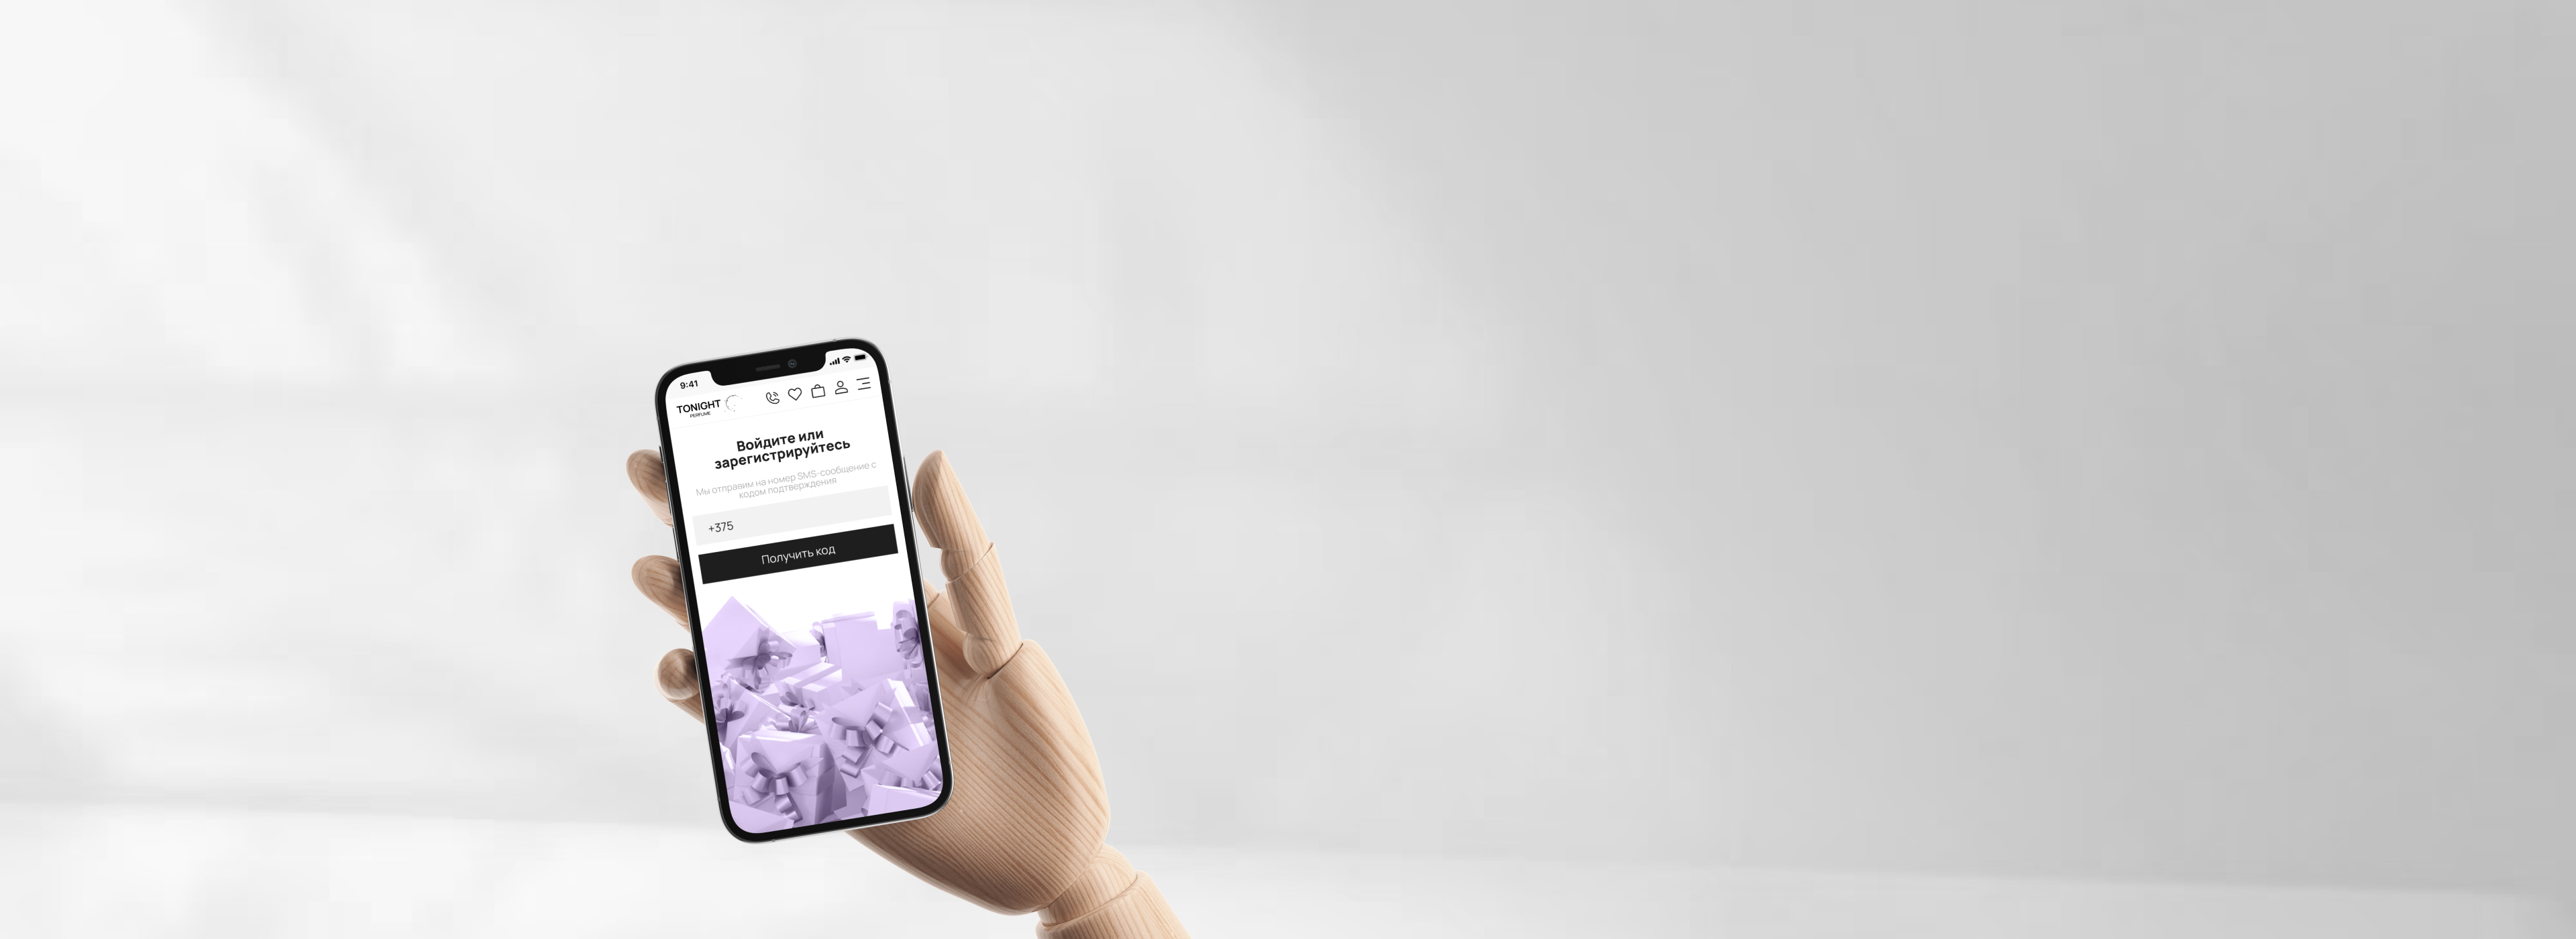 9:41
TONIGHT
PERFUME
Войдите или
зарегистрируйтесь
Мы отправим на номер SMS-сообщение с
кодом подтверждения
+375
Получить код